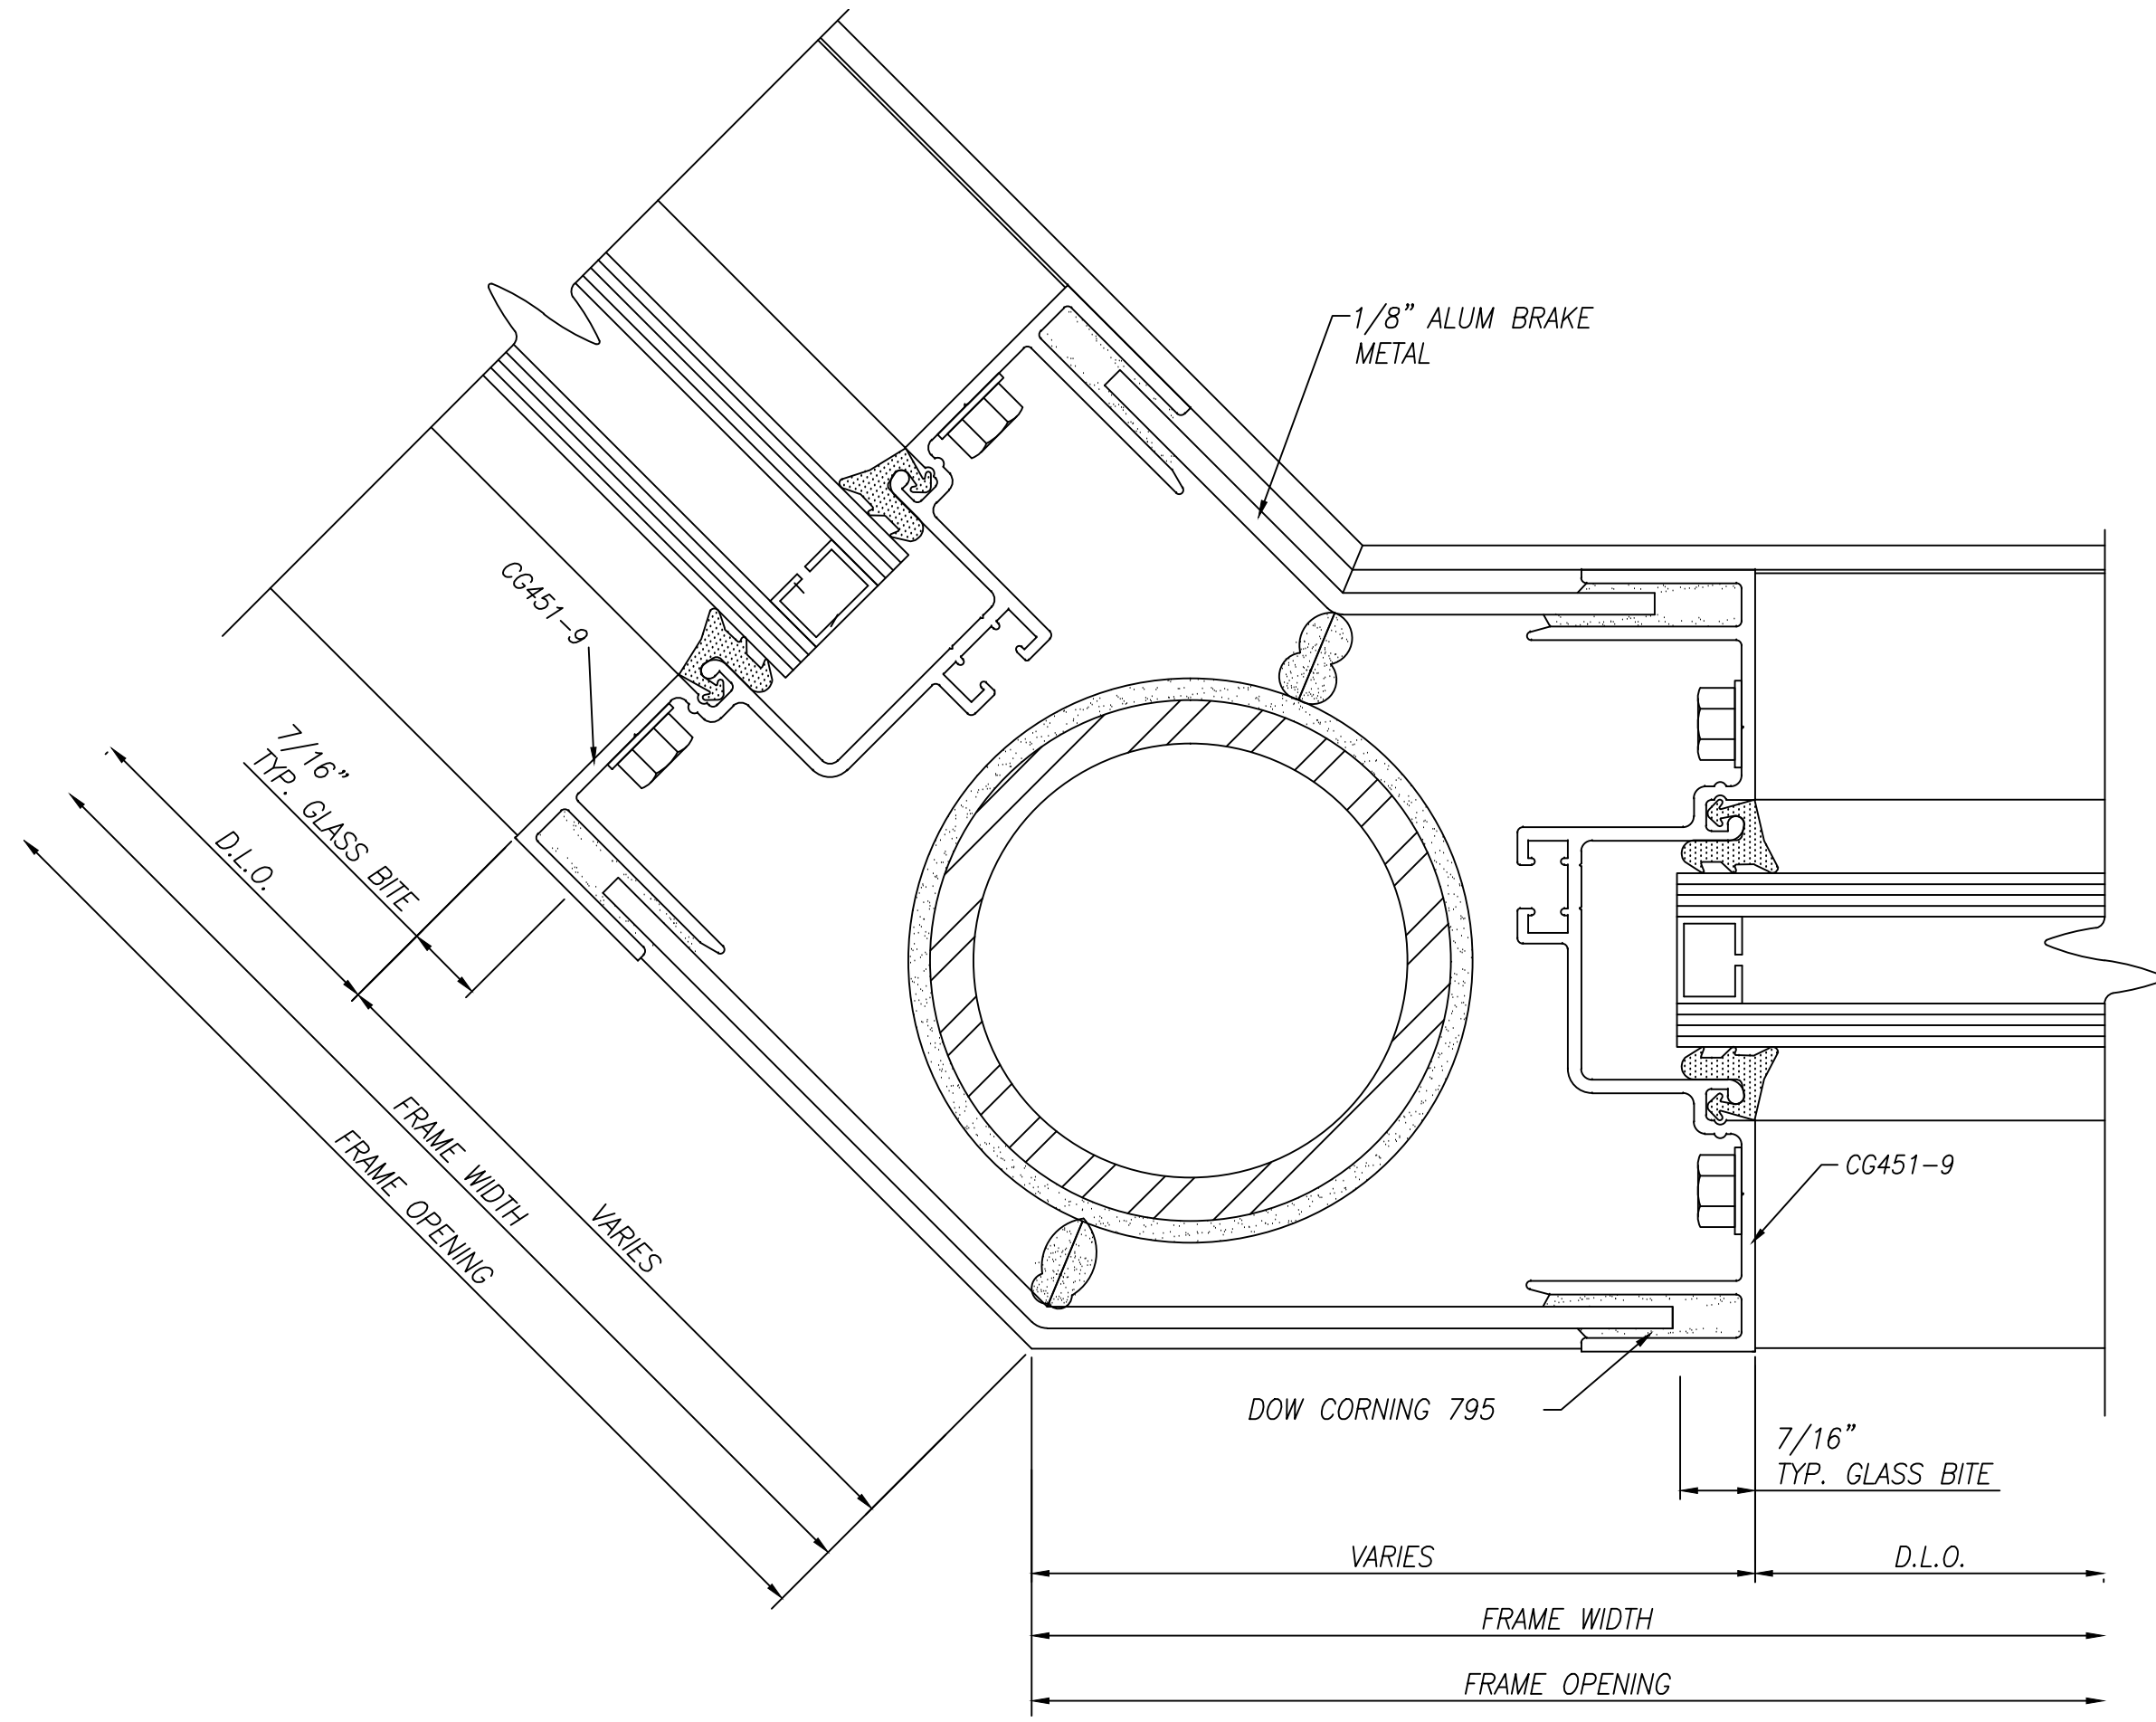 1/8" ALUM BRAKE
METAL
CG451-9
7/16"
TYP. GLASS BITE
D.L.O.
FRAME WIDTH
FRAME OPENING
VARIES
CG451-9
DOW CORNING 795
7/16"
TYP. GLASS BITE
VARIES
D.L.O.
FRAME WIDTH
FRAME OPENING